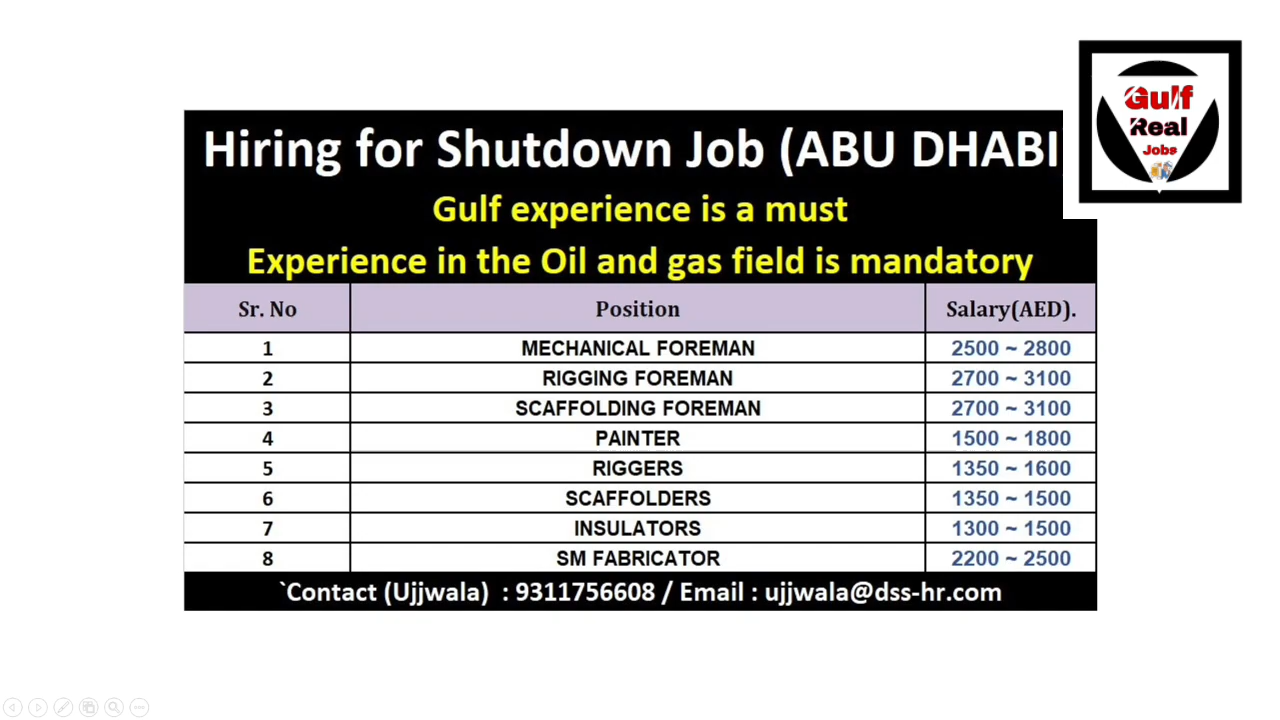 Gulf
Real
Jobs
Hiring for Shutdown Job (ABU DHABI
Gulf experience is a must
Experience in the Oil and gas field is mandatory
Sr. No Position Salary(AED).
1 MECHANICAL FOREMAN 2500 ~ 2800
2 RIGGING FOREMAN 2700 ~ 3100
3 SCAFFOLDING FOREMAN 2700 ~ 3100
4 PAINTER 1500 ~ 1800
5 RIGGERS 1350 ~ 1600
6 SCAFFOLDERS 1350 ~ 1500
7 INSULATORS 1300 ~ 1500
8 SM FABRICATOR 2200 ~ 2500
`Contact (Ujjwala) : 9311756608 / Email : ujjwala@dss-hr.com